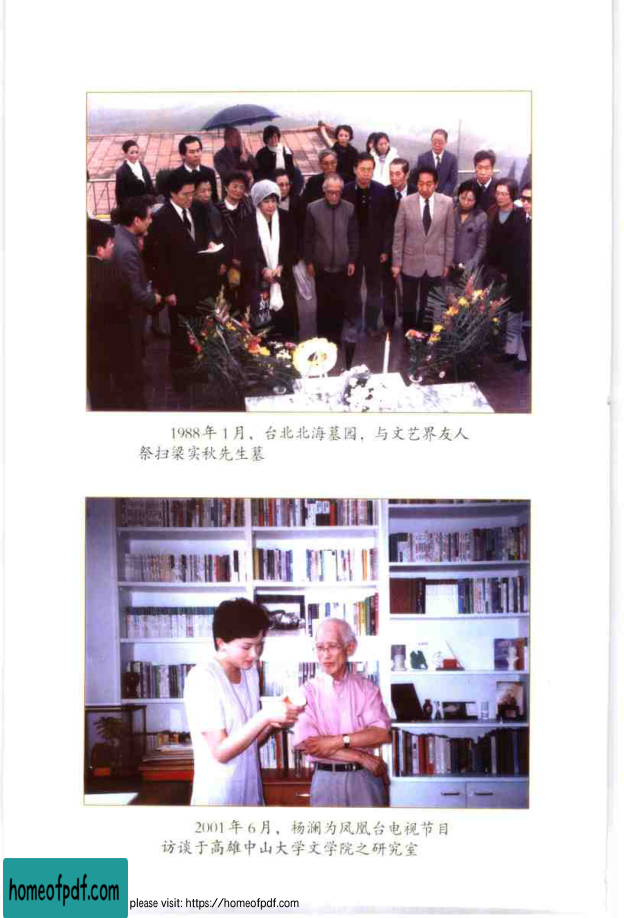 1988年1月，台北北海墓园，与文艺界友人
祭扫梁实秋先生墓
2001年6月，杨澜为凤凰台电视节目
访谈于高雄中山大学文学院之研究室
homeofpdf.com
please visit: https://homeofpdf.com